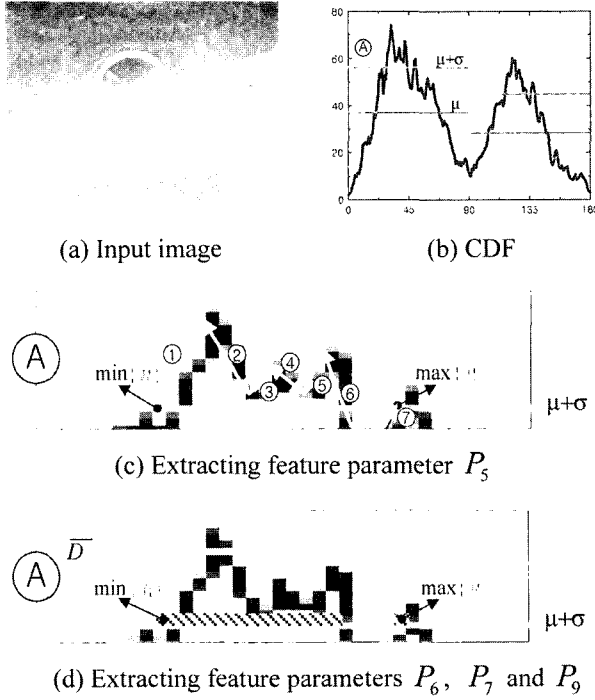 80
60
40
20
0
Ⓐ
μ+σ
μ
0 45 90 135 180
(a) Input image
(b) CDF
Ⓐ
① ② ③ ④ ⑤ ⑥ ⑦
min
max
μ+σ
(c) Extracting feature parameter P₅
Ⓐ
D̅
min
max
μ+σ
(d) Extracting feature parameters P₆, P₇ and P₉